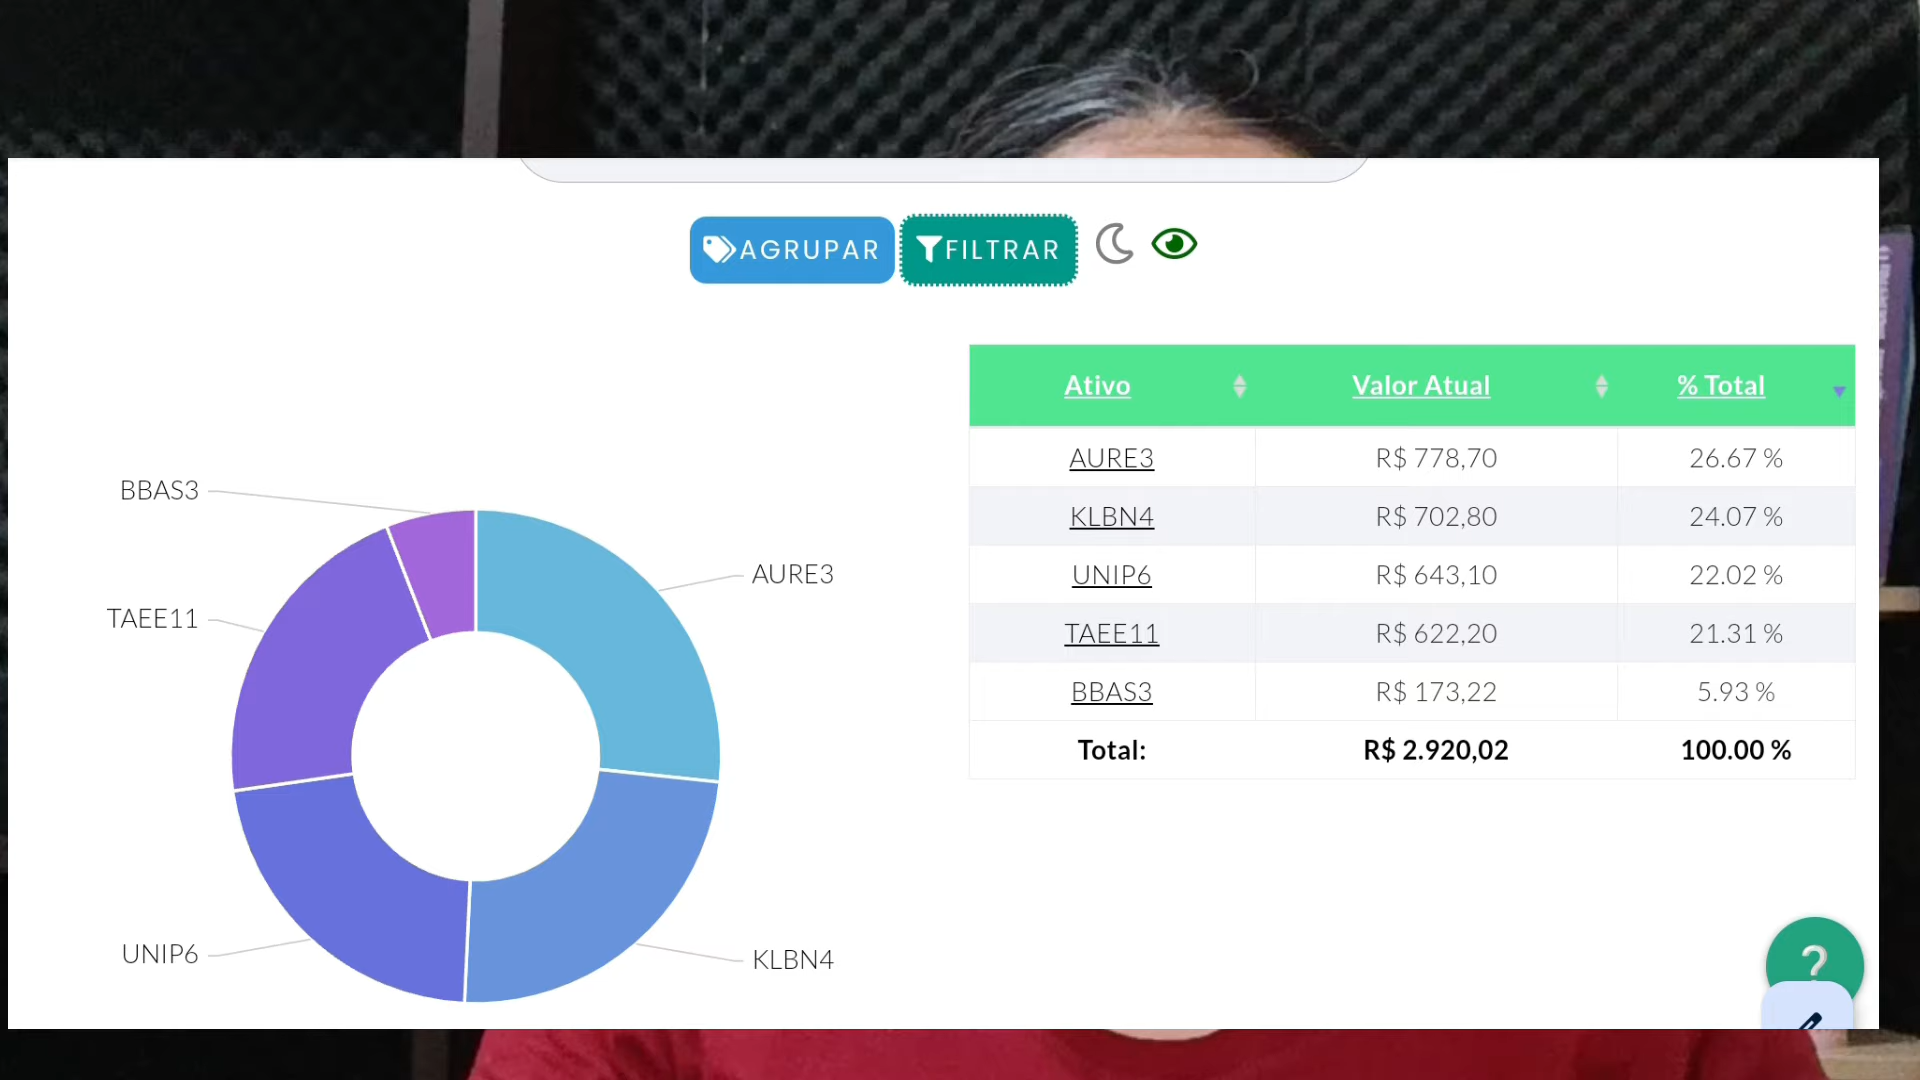 AGRUPAR FILTRAR
Ativo Valor Atual % Total
AURE3 R$ 778,70 26.67 %
KLBN4 R$ 702,80 24.07 %
UNIP6 R$ 643,10 22.02 %
TAEE11 R$ 622,20 21.31 %
BBAS3 R$ 173,22 5.93 %
Total: R$ 2.920,02 100.00 %
BBAS3
AURE3
TAEE11
UNIP6
KLBN4
?